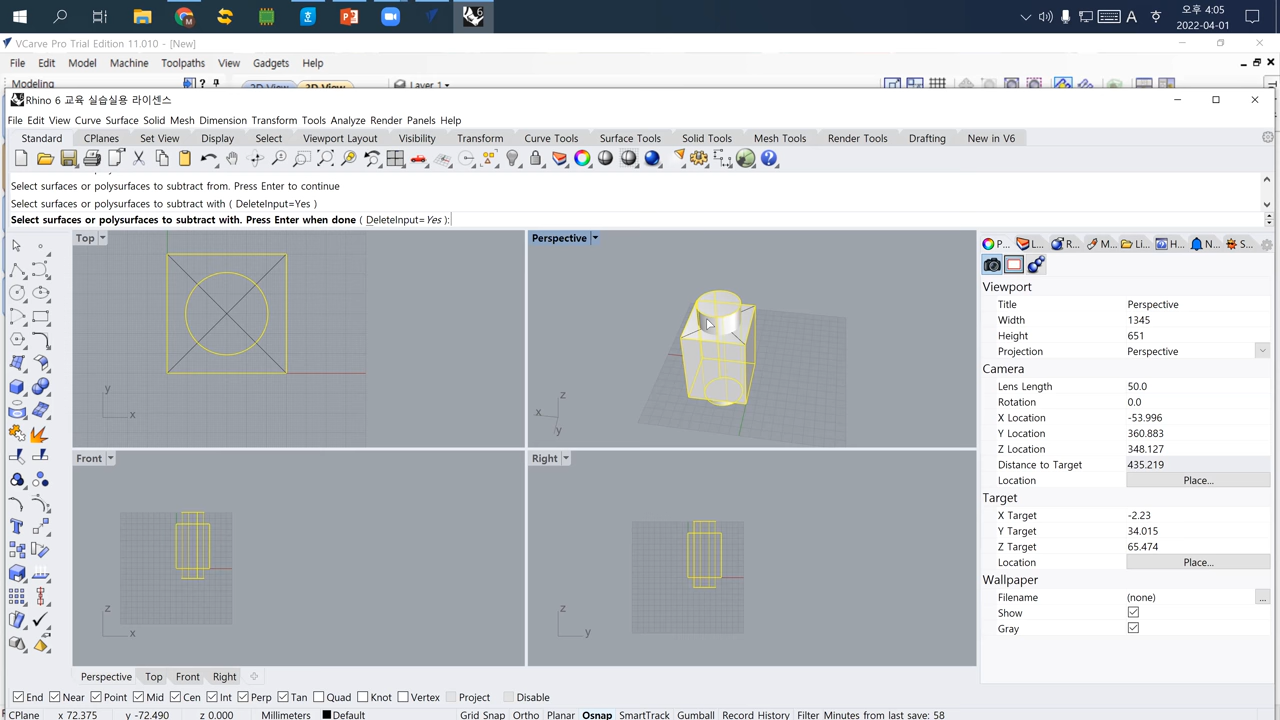 오후 4:05
2022-04-01
A
VCarve Pro Trial Edition 11.010 - [New]
File Edit Model Machine Toolpaths View Gadgets Help
Modeling
Layer 1
Rhino 6 교육 실습실용 라이센스
File Edit View Curve Surface Solid Mesh Dimension Transform Tools Analyze Render Panels Help
Standard CPlanes Set View Display Select Viewport Layout Visibility Transform Curve Tools Surface Tools Solid Tools Mesh Tools Render Tools Drafting New in V6
Select surfaces or polysurfaces to subtract from. Press Enter to continue
Select surfaces or polysurfaces to subtract with ( DeleteInput=Yes )
Select surfaces or polysurfaces to subtract with. Press Enter when done ( DeleteInput=Yes ):
Top
Perspective
P... L... R... M... Li... H... N... S...
Viewport
Title Perspective
Width 1345
Height 651
Projection Perspective
Camera
Lens Length 50.0
Rotation 0.0
X Location -53.996
Y Location 360.883
Z Location 348.127
Distance to Target 435.219
Location Place...
Target
X Target -2.23
Y Target 34.015
Z Target 65.474
Location Place...
Wallpaper
Filename (none) ...
Show
Gray
y
x
z
x
y
Front
Right
z
x
z
y
Perspective Top Front Right
End Near Point Mid Cen Int Perp Tan Quad Knot Vertex Project Disable
CPlane x 72.375 y -72.490 z 0.000 Millimeters Default Grid Snap Ortho Planar Osnap SmartTrack Gumball Record History Filter Minutes from last save: 58